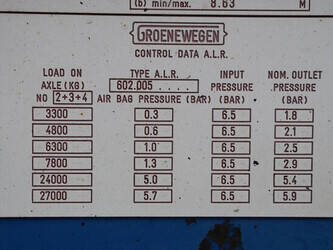 (b) min/max. 8.63 M
GROENEWEGEN
CONTROL DATA A.L.R.
LOAD ON TYPE A.L.R. INPUT NOM. OUTLET
AXLE (KG) 602.005 . . . . . PRESSURE PRESSURE
NO 2+3+4 AIR BAG PRESSURE (BAR) (BAR) (BAR)
3300 0.3 6.5 1.8
4800 0.6 6.5 2.1
6300 1.0 6.5 2.5
7800 1.3 6.5 2.9
24000 5.0 6.5 5.4
27000 5.7 6.5 5.9